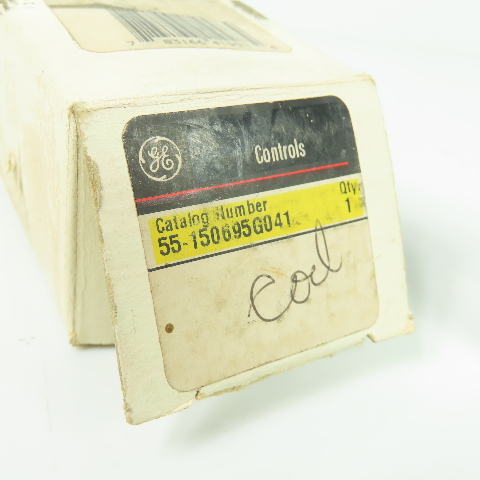 GE
Controls
Catalog Number Qty.
55-150695G041 1
Coil